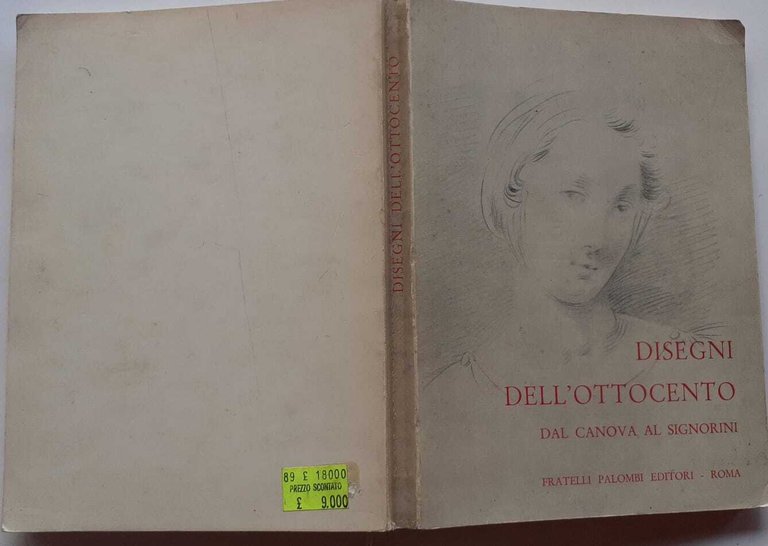 DISEGNI
DELL'OTTOCENTO
DAL CANOVA AL SIGNORINI
FRATELLI PALOMBI EDITORI - ROMA
DISEGNI DELL'OTTOCENTO
89 £ 18000
PREZZO SCONTATO
£ 9.000